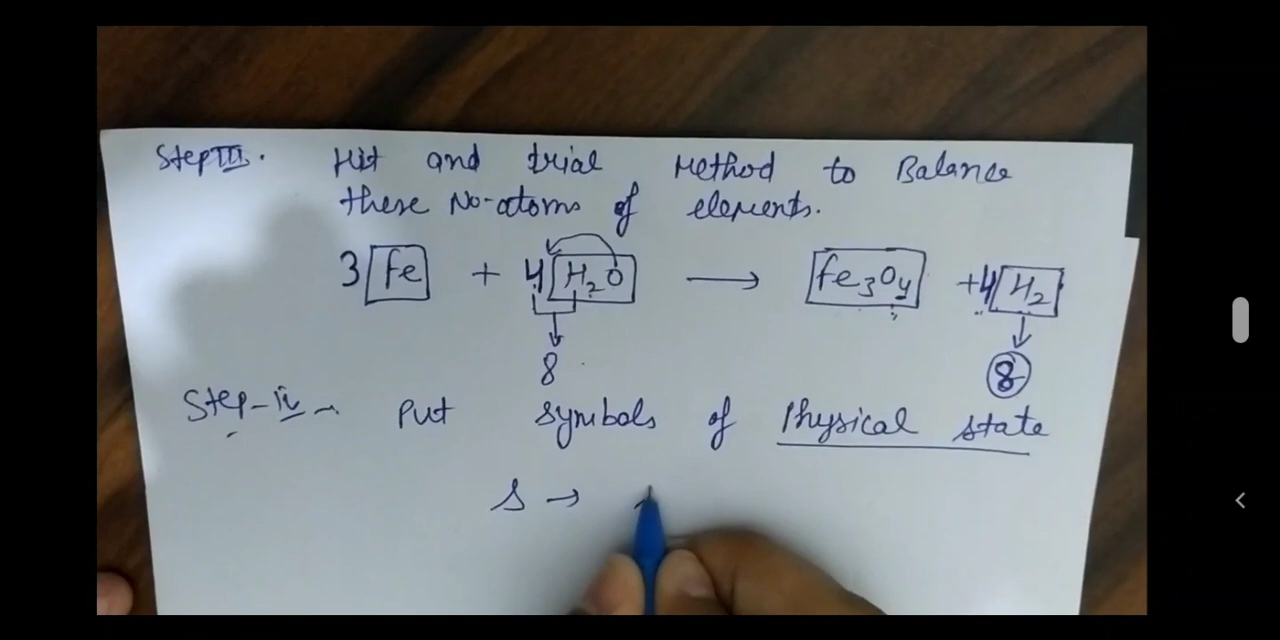 Step III. Hit and trial Method to Balance
these No-atoms of elements.
3 Fe + 4 H2O → Fe3O4 + 4 H2
8 8
Step-iv - Put symbols of Physical state
s →